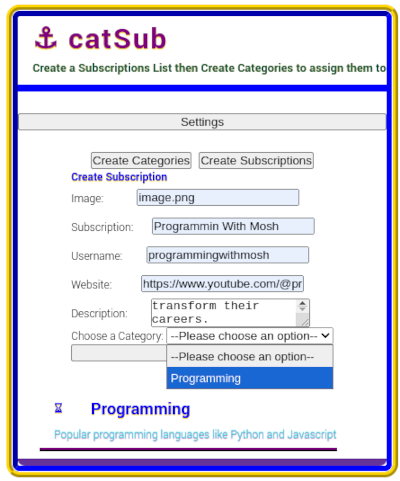 catSub
Create a Subscriptions List then Create Categories to assign them to
Settings
Create Categories Create Subscriptions
Create Subscription
Image: image.png
Subscription: Programmin With Mosh
Username: programmingwithmosh
Website: https://www.youtube.com/@pr
Description: transform their
careers.
Choose a Category: --Please choose an option--
--Please choose an option--
Programming
Programming
Popular programming languages like Python and Javascript